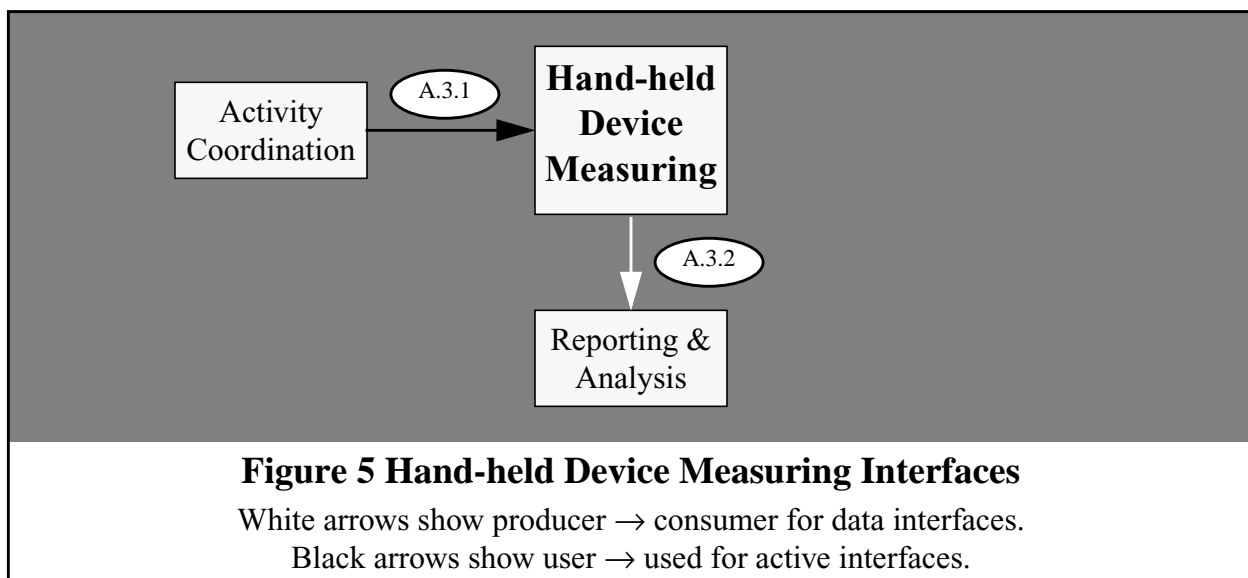 Activity
Coordination
A.3.1
Hand-held
Device
Measuring
A.3.2
Reporting &
Analysis
Figure 5 Hand-held Device Measuring Interfaces
White arrows show producer → consumer for data interfaces.
Black arrows show user → used for active interfaces.